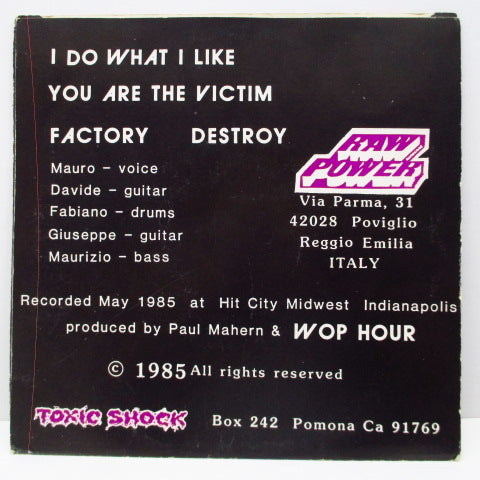 I DO WHAT I LIKE
YOU ARE THE VICTIM
FACTORY DESTROY
Mauro - voice
Davide - guitar
Fabiano - drums
Giuseppe - guitar
Maurizio - bass
RAW POWER
Via Parma, 31
42028 Poviglio
Reggio Emilia
ITALY
Recorded May 1985 at Hit City Midwest Indianapolis
produced by Paul Mahern & WOP HOUR
© 1985 All rights reserved
TOXIC SHOCK Box 242 Pomona Ca 91769